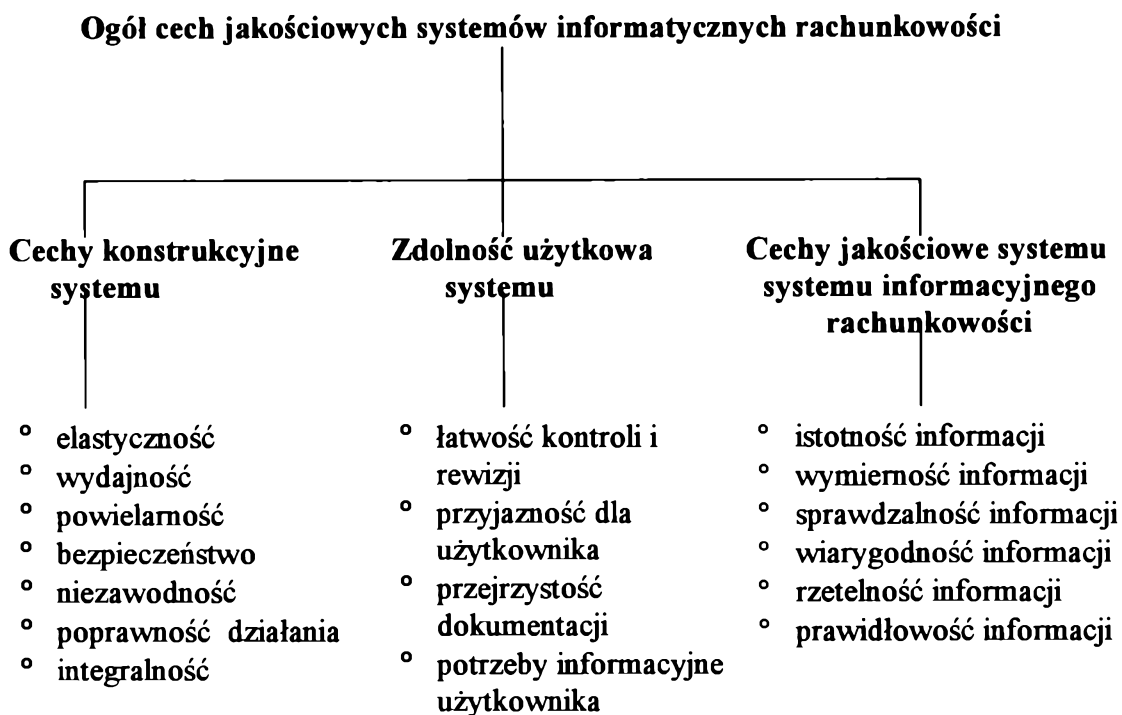 Ogół cech jakościowych systemów informatycznych rachunkowości
Cechy konstrukcyjne
systemu
° elastyczność
° wydajność
° powielarność
° bezpieczeństwo
° niezawodność
° poprawność działania
° integralność
Zdolność użytkowa
systemu
° łatwość kontroli i
rewizji
° przyjazność dla
użytkownika
° przejrzystość
dokumentacji
° potrzeby informacyjne
użytkownika
Cechy jakościowe systemu
systemu informacyjnego
rachunkowości
° istotność informacji
° wymierność informacji
° sprawdzalność informacji
° wiarygodność informacji
° rzetelność informacji
° prawidłowość informacji